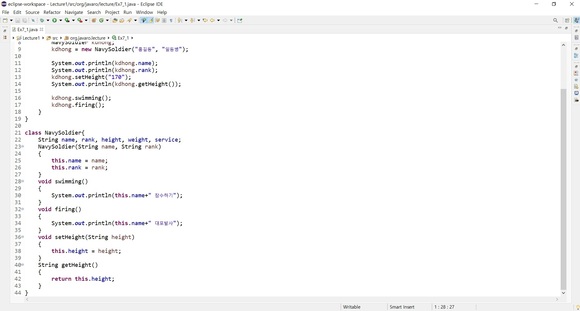 eclipse-workspace - Lecture1/src/org/javaro/lecture/Ex7_1.java - Eclipse IDE
File Edit Source Refactor Navigate Search Project Run Window Help
Ex7_1.java
Lecture1 src org.javaro.lecture Ex7_1
8 NavySoldier kdhong;
9 kdhong = new NavySoldier("홍길동", "일등병");
10
11 System.out.println(kdhong.name);
12 System.out.println(kdhong.rank);
13 kdhong.setHeight("170");
14 System.out.println(kdhong.getHeight());
15
16 kdhong.swimming();
17 kdhong.firing();
18 }
19 }
20
21 class NavySoldier{
22 String name, rank, height, weight, service;
23 NavySoldier(String name, String rank)
24 {
25 this.name = name;
26 this.rank = rank;
27 }
28 void swimming()
29 {
30 System.out.println(this.name+" 잠수하기");
31 }
32 void firing()
33 {
34 System.out.println(this.name+" 대포발사");
35 }
36 void setHeight(String height)
37 {
38 this.height = height;
39 }
40 String getHeight()
41 {
42 return this.height;
43 }
44 }
Writable Smart Insert 1 : 28 : 27